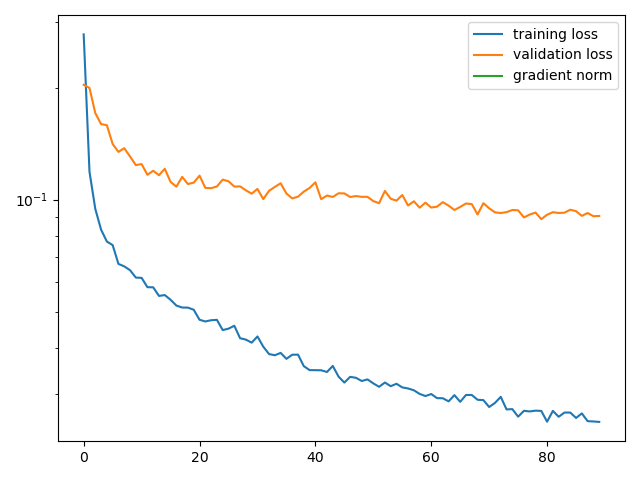 training loss
validation loss
gradient norm
10⁻¹
0 20 40 60 80